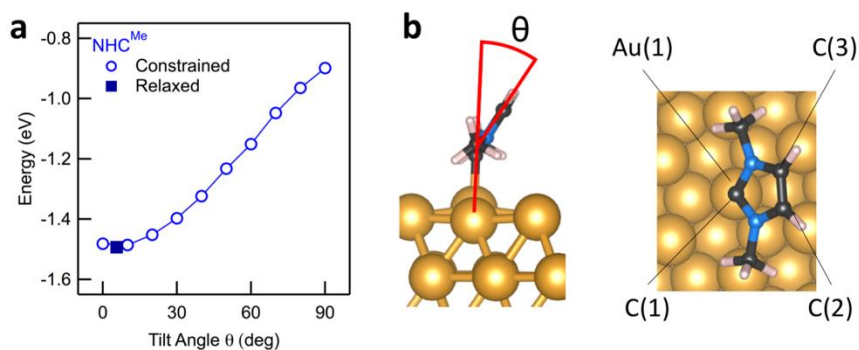 a
NHC^Me
Constrained
Relaxed
Energy (eV)
-0.8
-1.0
-1.2
-1.4
-1.6
0
30
60
90
Tilt Angle θ (deg)
b
θ
Au(1)
C(3)
C(1)
C(2)